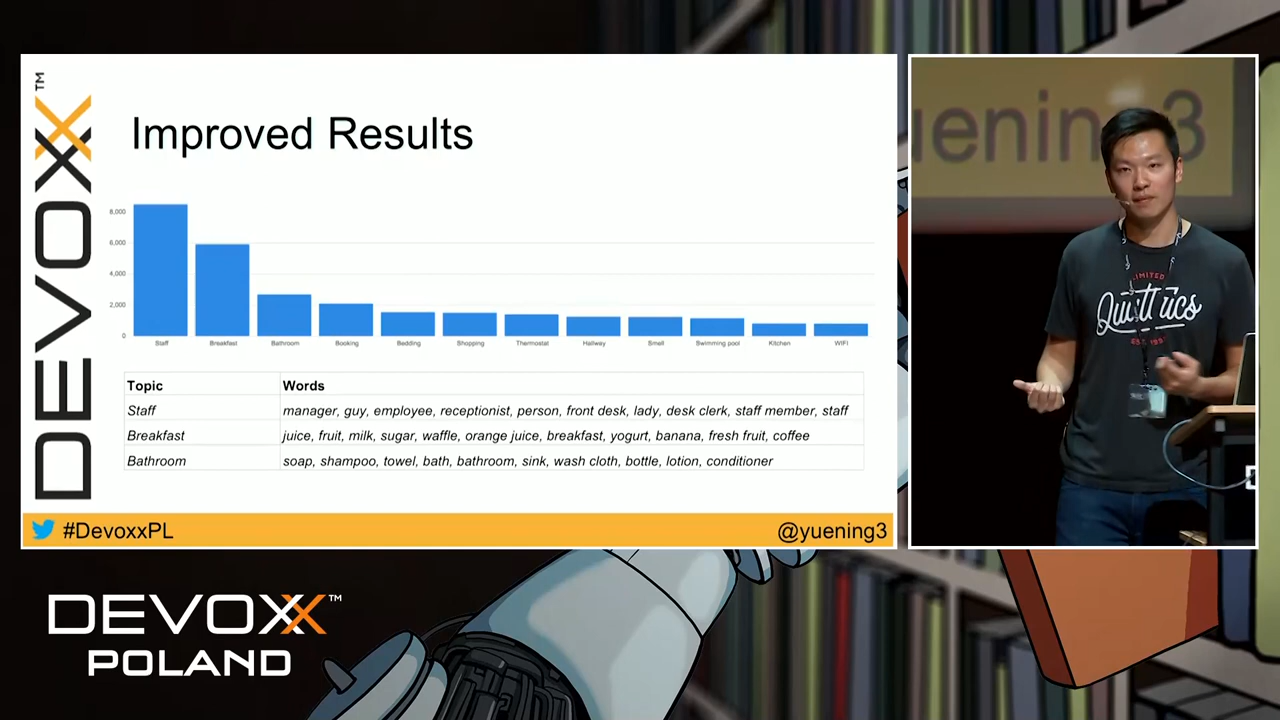 DEVOXX™
Improved Results
8,000
6,000
4,000
2,000
0
Staff Breakfast Bathroom Booking Bedding Shopping Thermostat Hallway Smell Swimming pool Kitchen WIFI
Topic Words
Staff manager, guy, employee, receptionist, person, front desk, lady, desk clerk, staff member, staff
Breakfast juice, fruit, milk, sugar, waffle, orange juice, breakfast, yogurt, banana, fresh fruit, coffee
Bathroom soap, shampoo, towel, bath, bathroom, sink, wash cloth, bottle, lotion, conditioner
#DevoxxPL @yuening3
uening3
LIMITED
DEVOXX™
POLAND